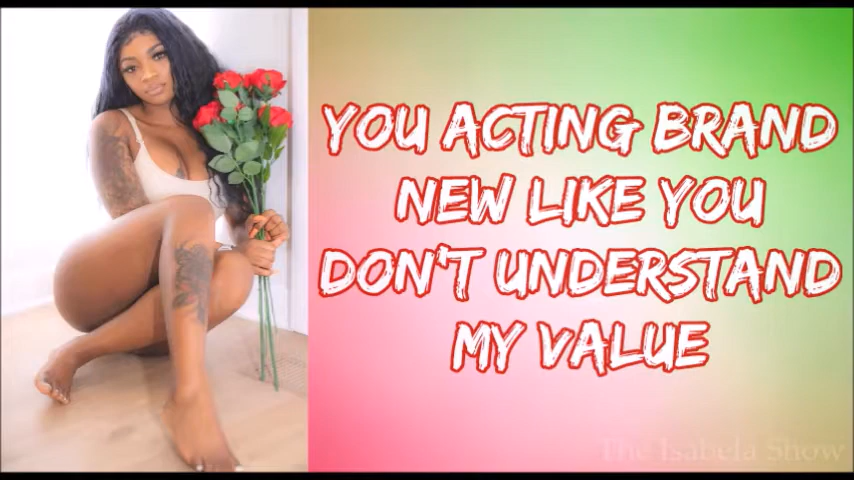 YOU ACTING BRAND
NEW LIKE YOU
DON'T UNDERSTAND
MY VALUE
The Isabela Show